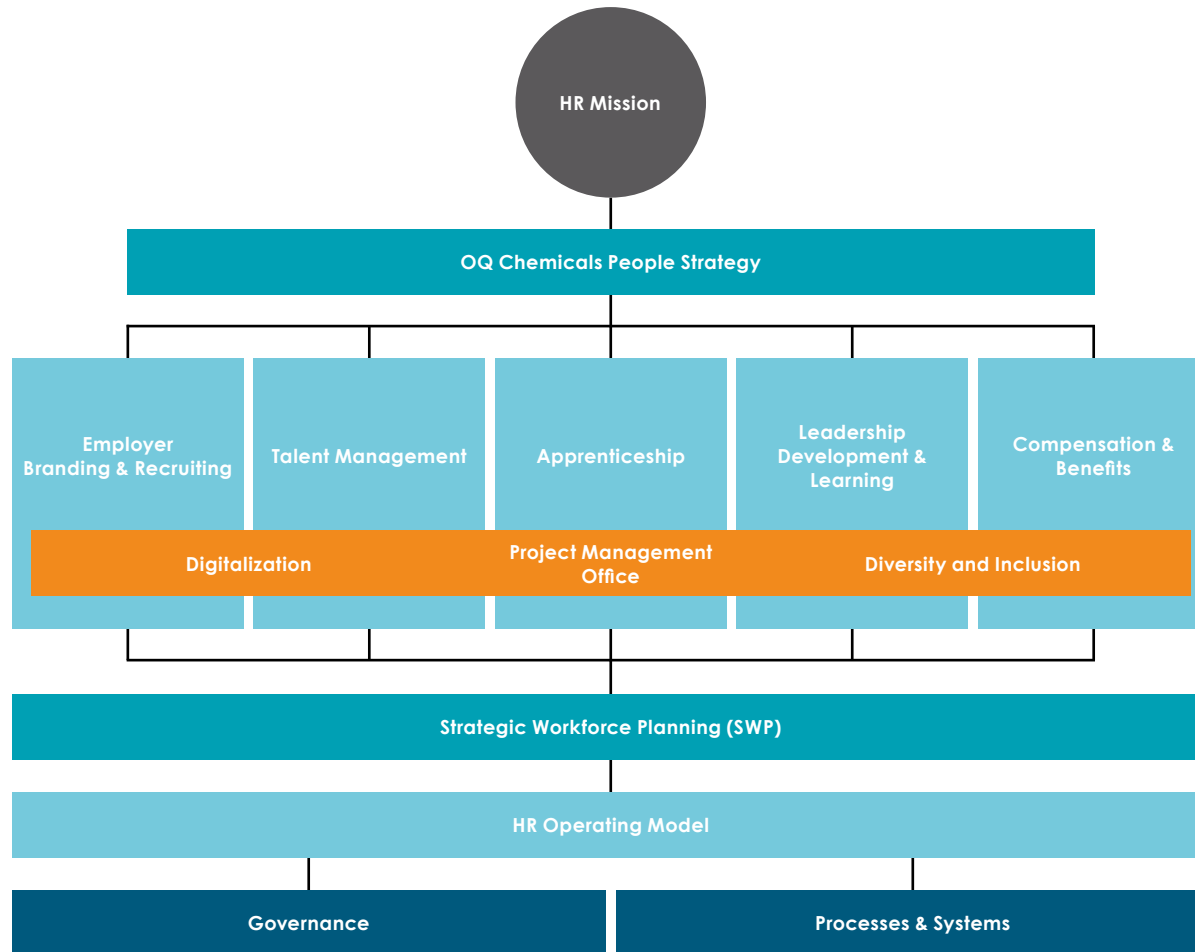 HR Mission
OQ Chemicals People Strategy
Employer
Branding & Recruiting
Talent Management
Apprenticeship
Leadership
Development &
Learning
Compensation &
Benefits
Digitalization
Project Management
Office
Diversity and Inclusion
Strategic Workforce Planning (SWP)
HR Operating Model
Governance
Processes & Systems